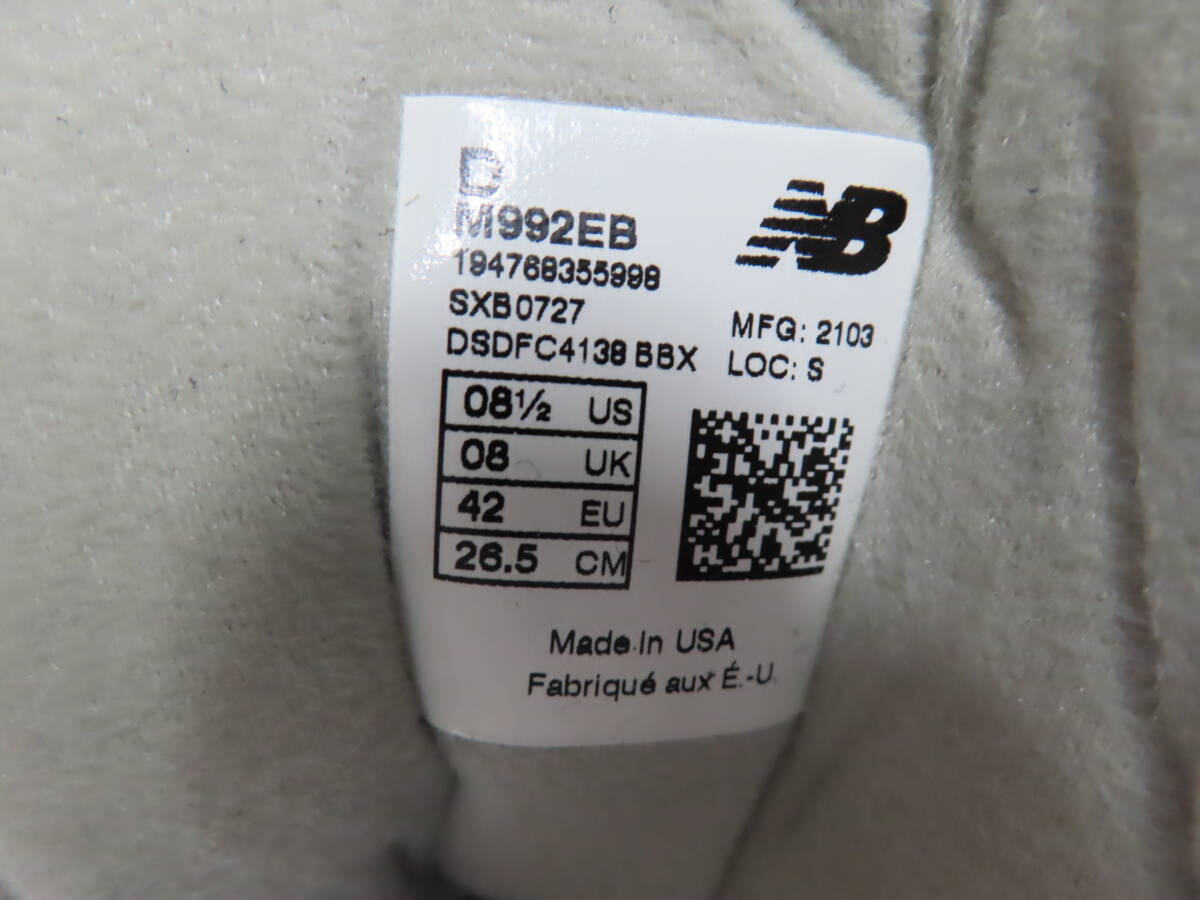 D
M992EB
194768355998
SXB0727
DSDFC4138 BBX
NB
MFG: 2103
LOC: S
08½ US
08 UK
42 EU
26.5 CM
Made In USA
Fabriqué aux É.-U.